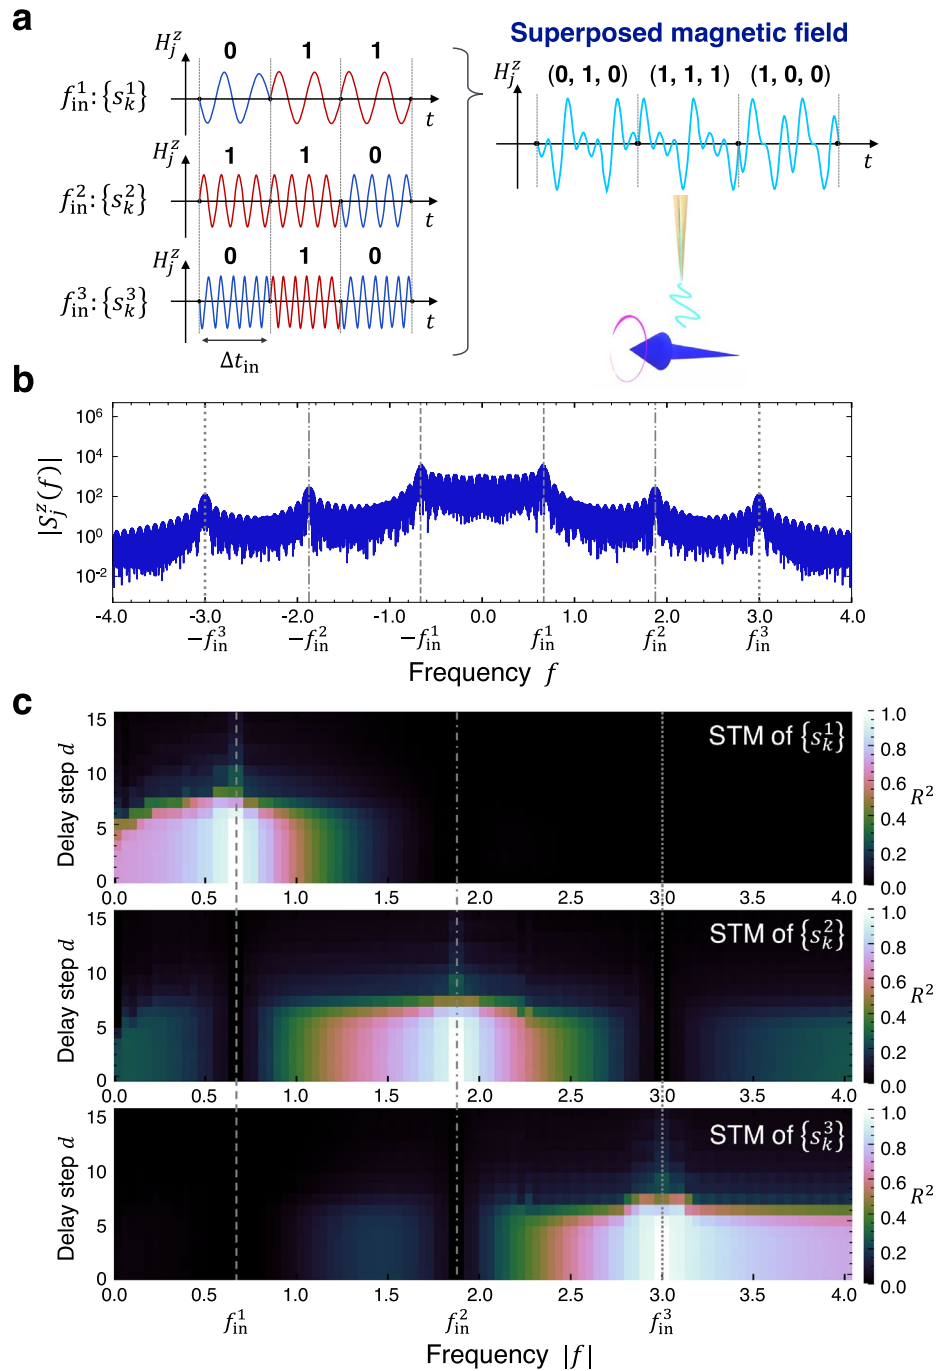 a
Superposed magnetic field
H_j^z
0 1 1
f_in^1: {s_k^1}
t
H_j^z
(0, 1, 0) (1, 1, 1) (1, 0, 0)
t
H_j^z
1 1 0
f_in^2: {s_k^2}
t
H_j^z
0 1 0
f_in^3: {s_k^3}
t
Δt_in
b
|S_j^z(f)|
10^6
10^4
10^2
10^0
10^-2
-4.0 -3.0 -2.0 -1.0 0.0 1.0 2.0 3.0 4.0
−f_in^3 −f_in^2 −f_in^1 f_in^1 f_in^2 f_in^3
Frequency f
c
STM of {s_k^1}
Delay step d
15
10
5
0
0.0 0.5 1.0 1.5 2.0 2.5 3.0 3.5 4.0
1.0
0.8
0.6
0.4
0.2
0.0
R²
STM of {s_k^2}
Delay step d
15
10
5
0
0.0 0.5 1.0 1.5 2.0 2.5 3.0 3.5 4.0
1.0
0.8
0.6
0.4
0.2
0.0
R²
STM of {s_k^3}
Delay step d
15
10
5
0
0.0 0.5 1.0 1.5 2.0 2.5 3.0 3.5 4.0
1.0
0.8
0.6
0.4
0.2
0.0
R²
f_in^1 f_in^2 f_in^3
Frequency |f|